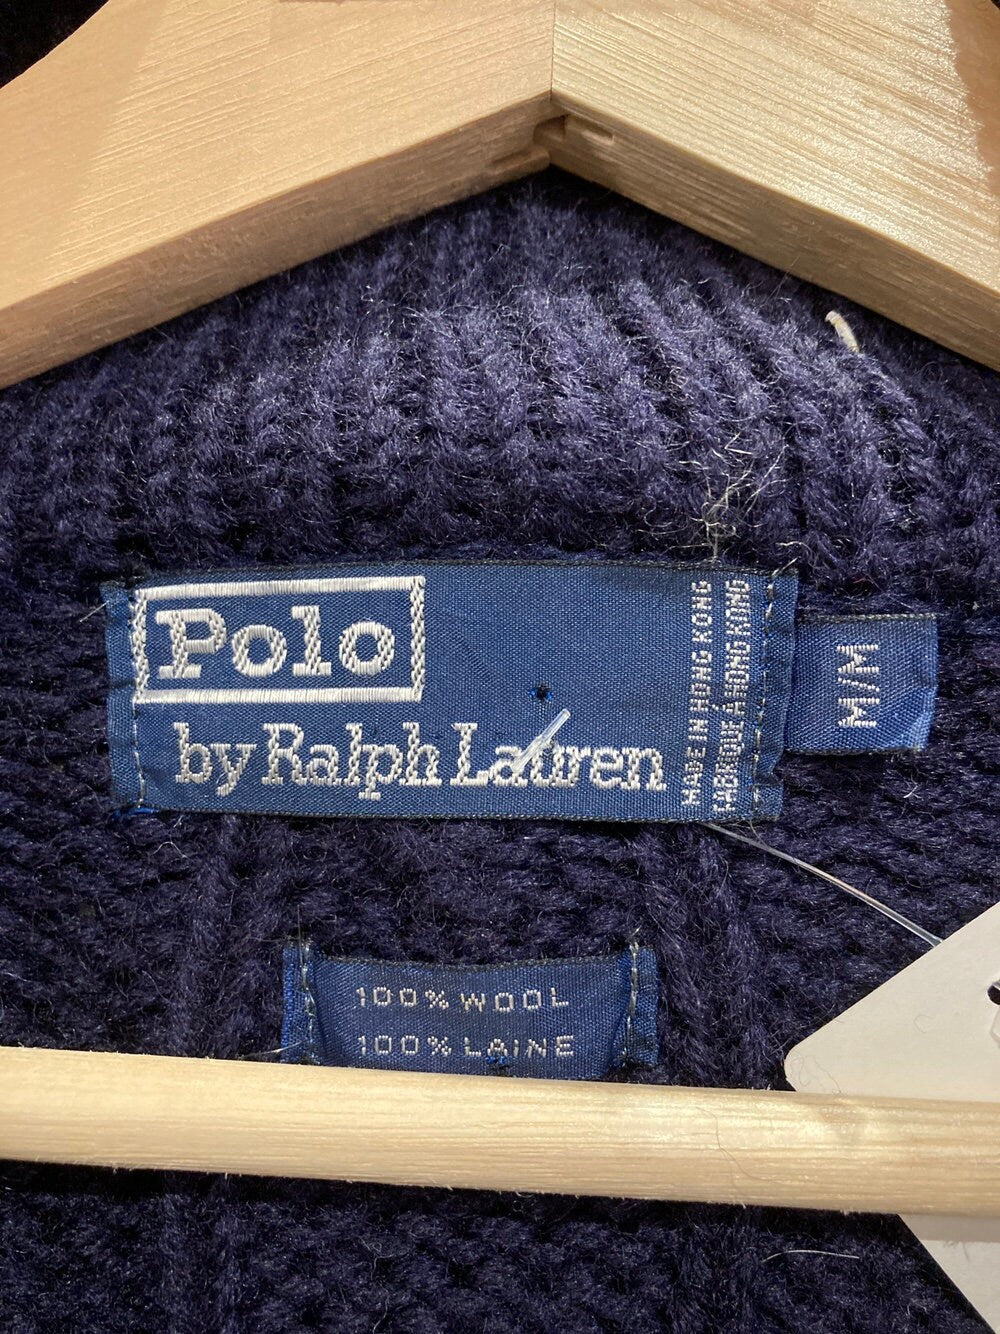 Polo
by Ralph Lauren
MADE IN HONG KONG
FABRIQUÉ À HONG KONG
M/M
100% WOOL
100% LAINE